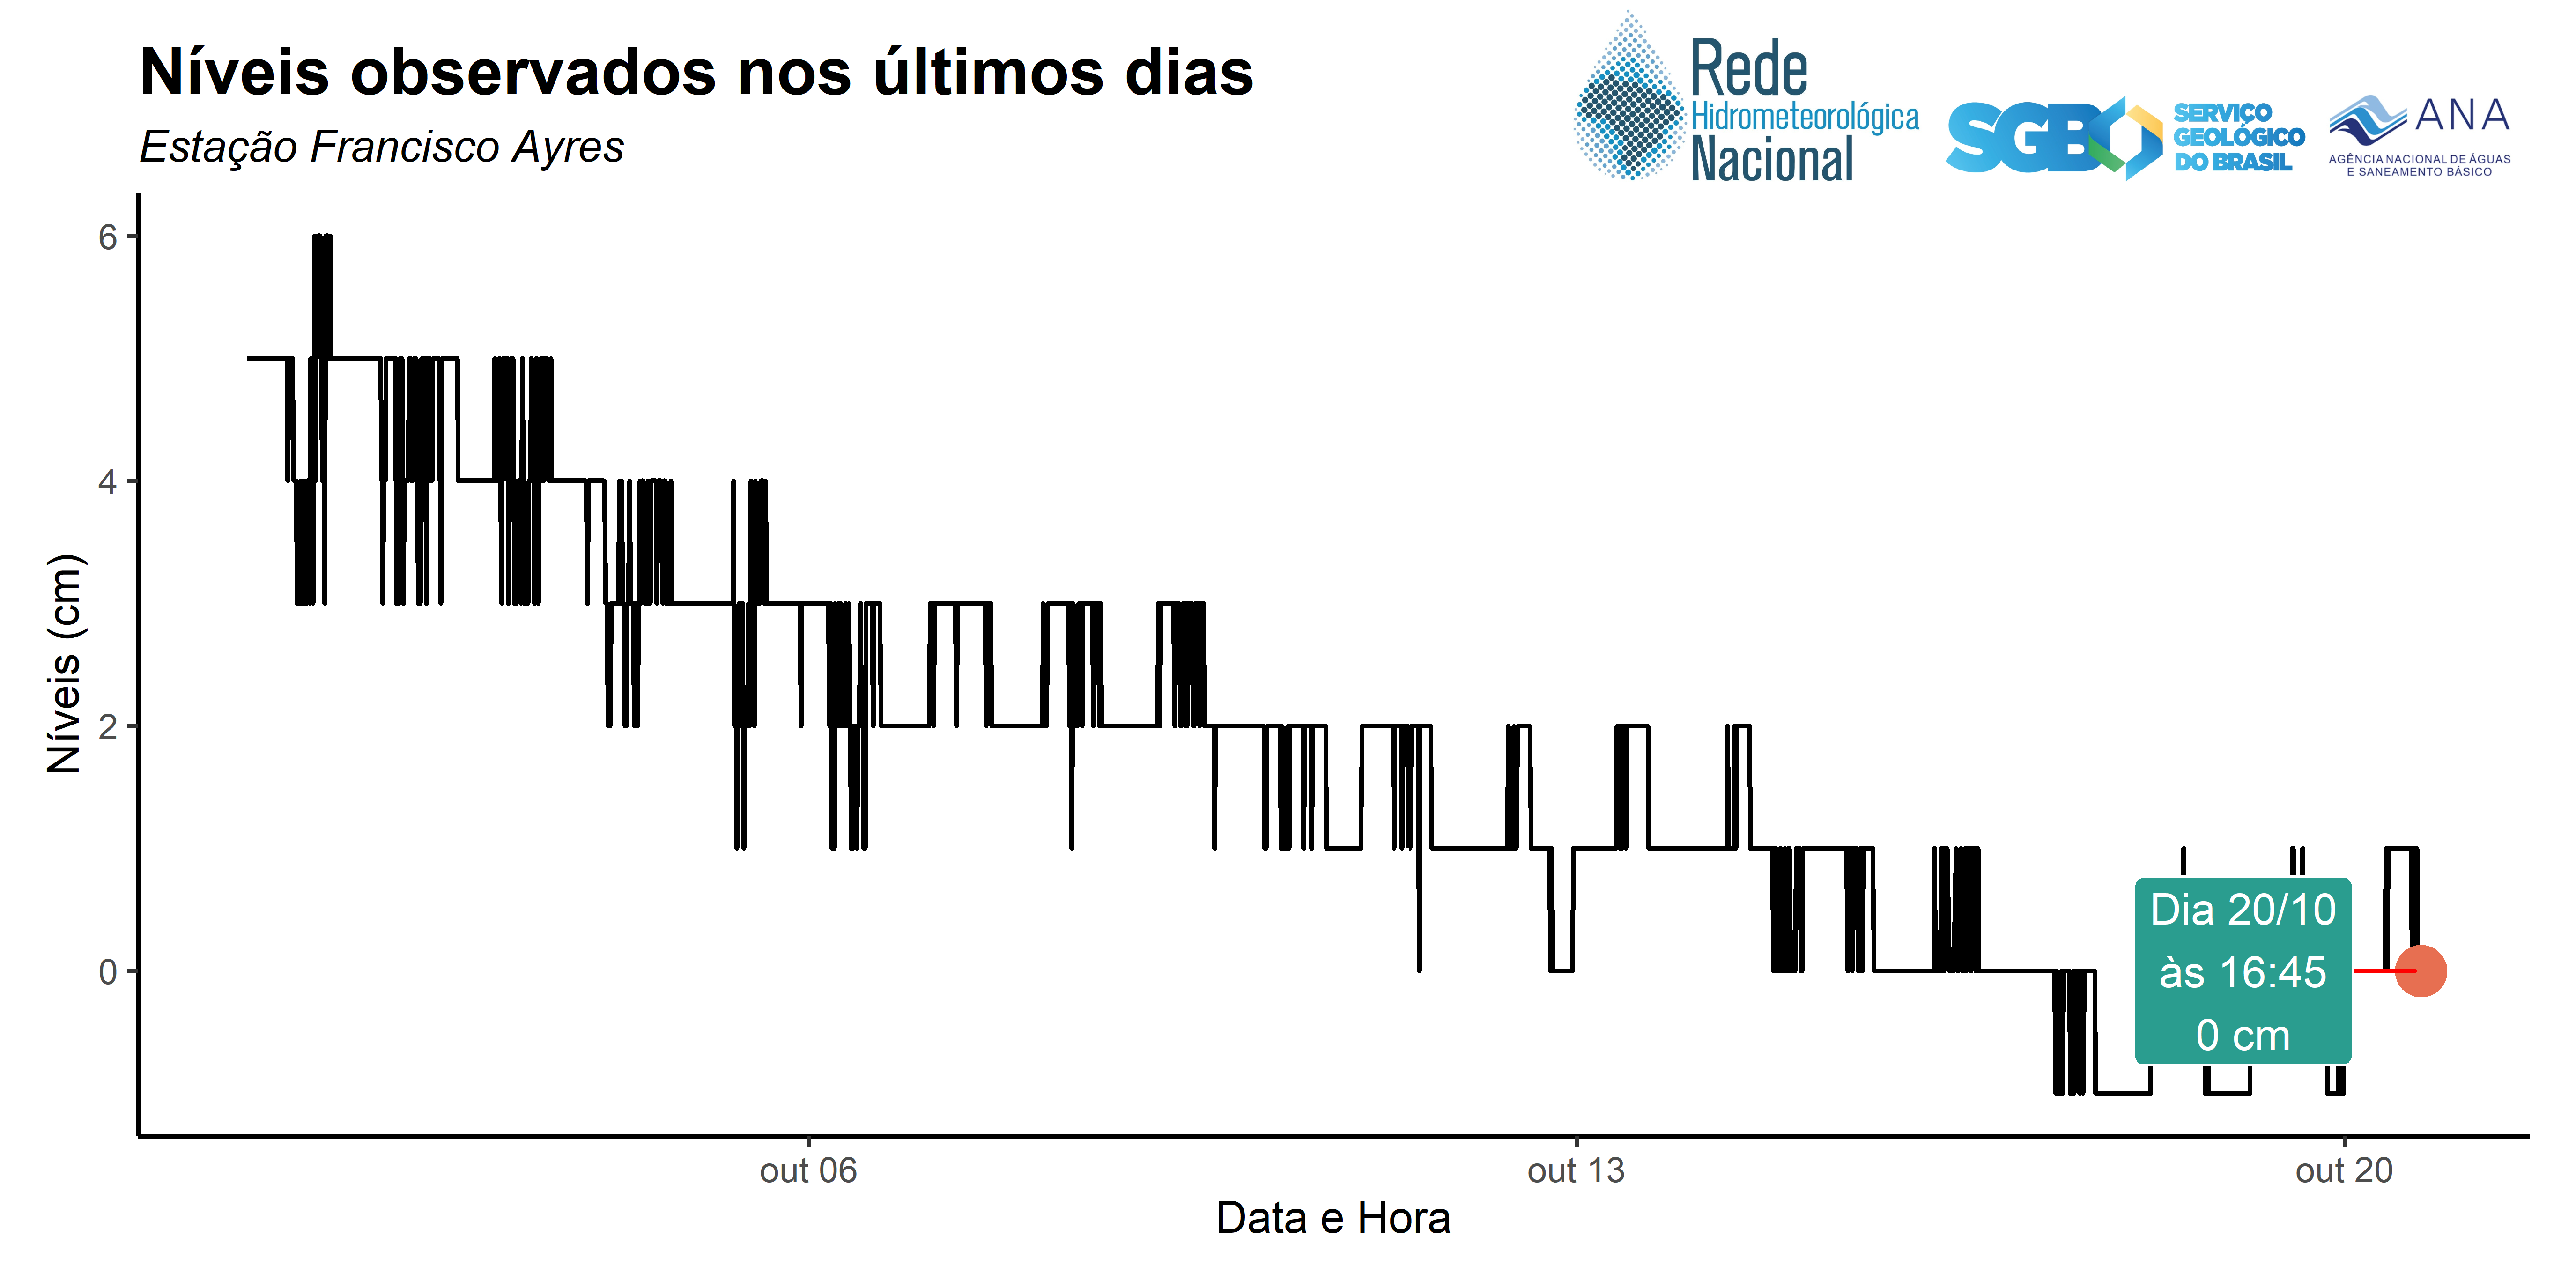 Níveis observados nos últimos dias
Estação Francisco Ayres
Rede
Hidrometeorológica
Nacional
SGB
SERVIÇO
GEOLÓGICO
DO BRASIL
ANA
AGÊNCIA NACIONAL DE ÁGUAS
E SANEAMENTO BÁSICO
Níveis (cm)
6
4
2
0
Dia 20/10
às 16:45
0 cm
out 06
out 13
out 20
Data e Hora